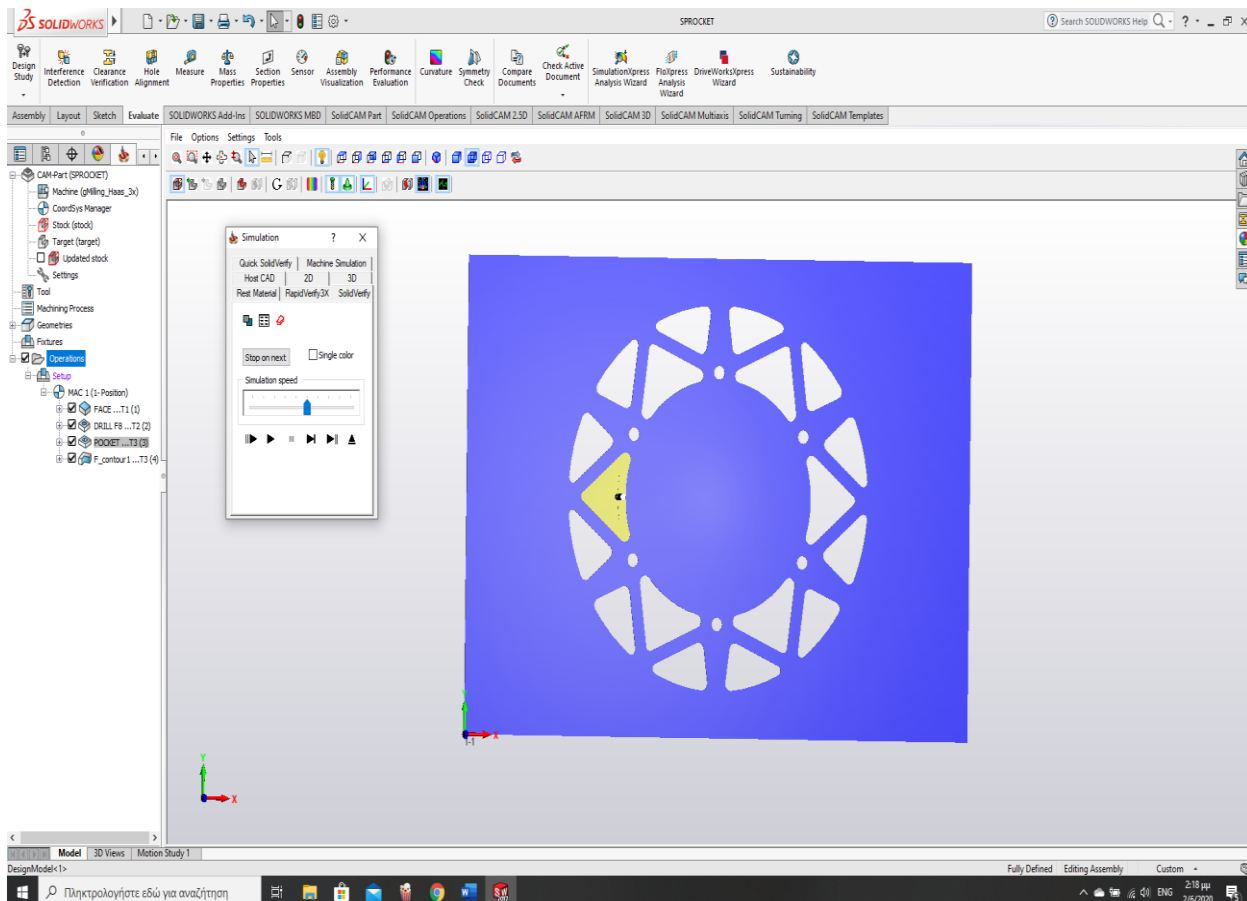 SOLIDWORKS
SPROCKET
Search SOLIDWORKS Help
Design Study
Interference Detection
Clearance Verification
Hole Alignment
Measure
Mass Properties
Section Properties
Sensor
Assembly Visualization
Performance Evaluation
Curvature
Symmetry Check
Compare Documents
Check Active Document
SimulationXpress Analysis Wizard
FloXpress Analysis Wizard
DriveWorksXpress Wizard
Sustainability
Assembly Layout Sketch Evaluate SOLIDWORKS Add-Ins SOLIDWORKS MBD SolidCAM Part SolidCAM Operations SolidCAM 2.5D SolidCAM AFRM SolidCAM 3D SolidCAM Multiaxis SolidCAM Turning SolidCAM Templates
File Options Settings Tools
CAM-Part (SPROCKET)
Machine (gMilling_Haas_3x)
CoordSys Manager
Stock (stock)
Target (target)
Updated stock
Settings
Tool
Machining Process
Geometries
Fixtures
Operations
Setup
MAC 1 (1- Position)
FACE ...T1 (1)
DRILL F8 ...T2 (2)
POCKET ...T3 (3)
F_contour1 ...T3 (4)
Simulation ? X
Quick SolidVerify Machine Simulation
Host CAD 2D 3D
Rest Material RapidVerify3X SolidVerify
Stop on next Single color
Simulation speed
Y
X
1-1
Y
X
Model 3D Views Motion Study 1
DesignModel<1>
Fully Defined Editing Assembly Custom
Πληκτρολογήστε εδώ για αναζήτηση
ENG
2:18 μμ
2/6/2020